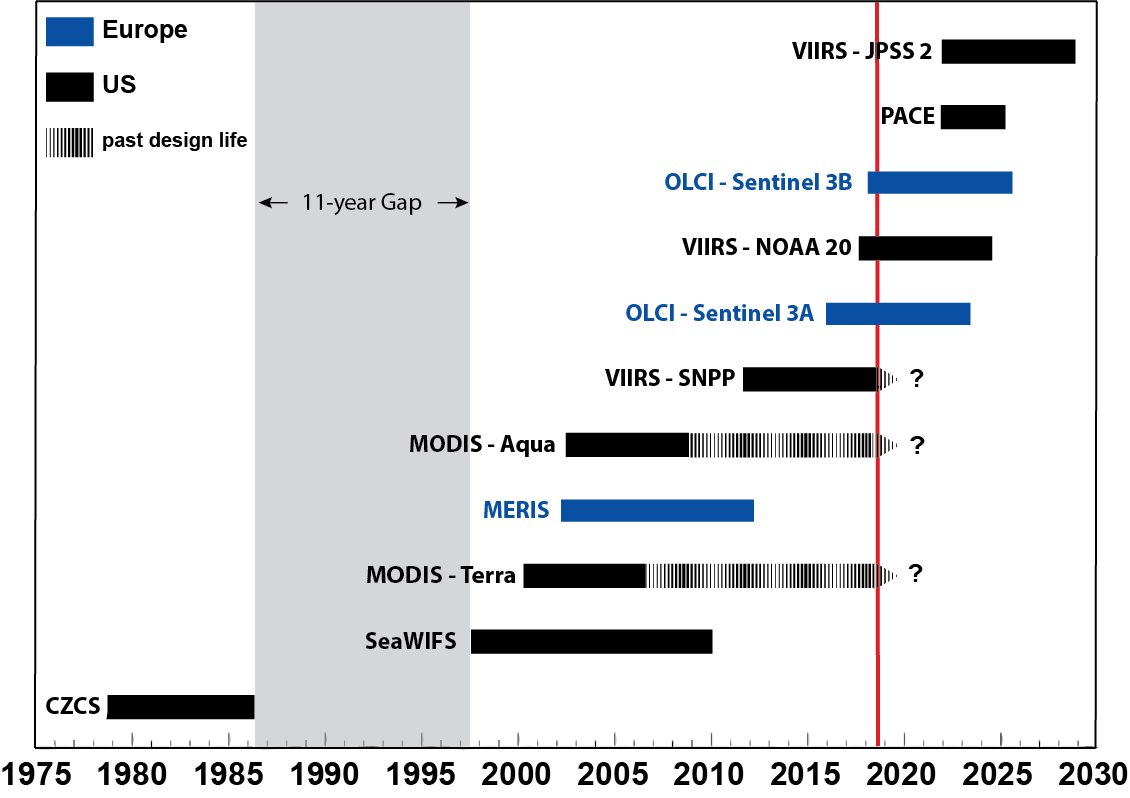 Europe
US
past design life
VIIRS - JPSS 2
PACE
OLCI - Sentinel 3B
11-year Gap
VIIRS - NOAA 20
OLCI - Sentinel 3A
VIIRS - SNPP ?
MODIS - Aqua ?
MERIS
MODIS - Terra ?
SeaWIFS
CZCS
1975 1980 1985 1990 1995 2000 2005 2010 2015 2020 2025 2030